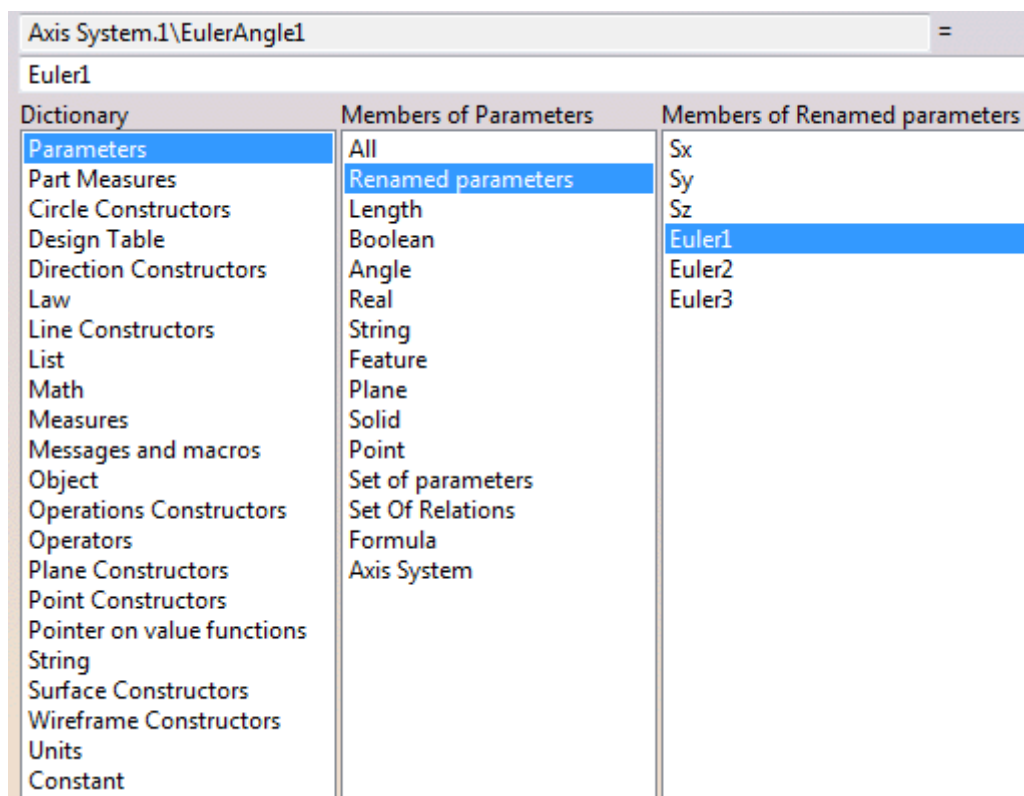 Axis System.1\EulerAngle1 =
Euler1
Dictionary
Parameters
Part Measures
Circle Constructors
Design Table
Direction Constructors
Law
Line Constructors
List
Math
Measures
Messages and macros
Object
Operations Constructors
Operators
Plane Constructors
Point Constructors
Pointer on value functions
String
Surface Constructors
Wireframe Constructors
Units
Constant
Members of Parameters
All
Renamed parameters
Length
Boolean
Angle
Real
String
Feature
Plane
Solid
Point
Set of parameters
Set Of Relations
Formula
Axis System
Members of Renamed parameters
Sx
Sy
Sz
Euler1
Euler2
Euler3